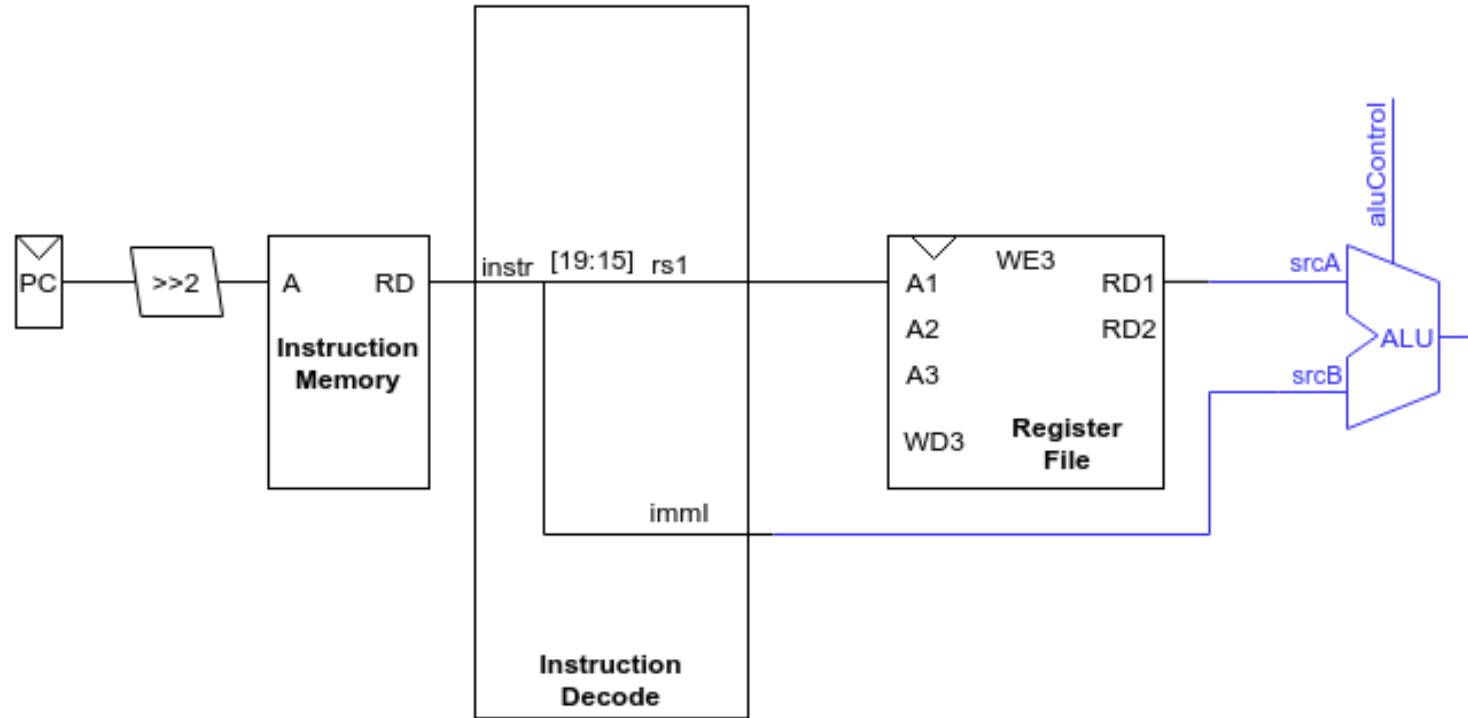 aluControl
PC
>>2
A
RD
Instruction
Memory
instr
[19:15]
rs1
immI
Instruction
Decode
WE3
A1
RD1
A2
RD2
A3
WD3
Register
File
srcA
srcB
ALU